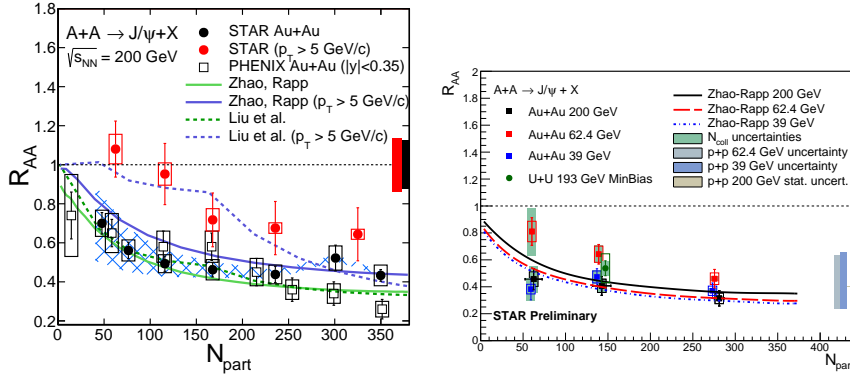 A+A → J/ψ+X
√sNN = 200 GeV
STAR Au+Au
STAR (pT > 5 GeV/c)
PHENIX Au+Au (|y|<0.35)
Zhao, Rapp
Zhao, Rapp (pT > 5 GeV/c)
Liu et al.
Liu et al. (pT > 5 GeV/c)
RAA
1.8
1.6
1.4
1.2
1
0.8
0.6
0.4
0.2
0 50 100 150 200 250 300 350
Npart
A+A → J/ψ + X
Au+Au 200 GeV
Au+Au 62.4 GeV
Au+Au 39 GeV
U+U 193 GeV MinBias
Zhao-Rapp 200 GeV
Zhao-Rapp 62.4 GeV
Zhao-Rapp 39 GeV
Ncoll uncertainties
p+p 62.4 GeV uncertainty
p+p 39 GeV uncertainty
p+p 200 GeV stat. uncert.
RAA
2
1.8
1.6
1.4
1.2
1
0.8
0.6
0.4
0.2
0
STAR Preliminary
0 50 100 150 200 250 300 350 400
Npart